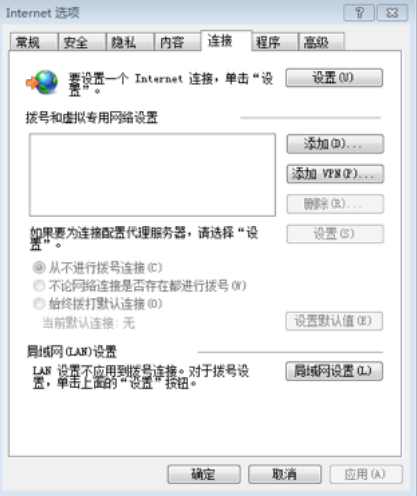 Internet 选项
常规 安全 隐私 内容 连接 程序 高级
要设置一个 Internet 连接，单击“设
置”。
设置(U)
拨号和虚拟专用网络设置
添加(D)...
添加 VPN(P)...
删除(R)...
如果要为连接配置代理服务器，请选择“设
置”。
设置(S)
从不进行拨号连接(C)
不论网络连接是否存在都进行拨号(W)
始终拨打默认连接(O)
当前默认连接: 无
设置默认值(E)
局域网(LAN)设置
LAN 设置不应用到拨号连接。对于拨号设
置，单击上面的“设置”按钮。
局域网设置(L)
确定 取消 应用(A)